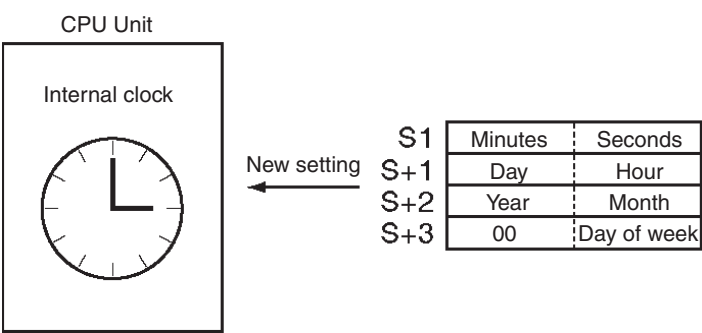 CPU Unit
Internal clock
New setting
S1 Minutes Seconds
S+1 Day Hour
S+2 Year Month
S+3 00 Day of week